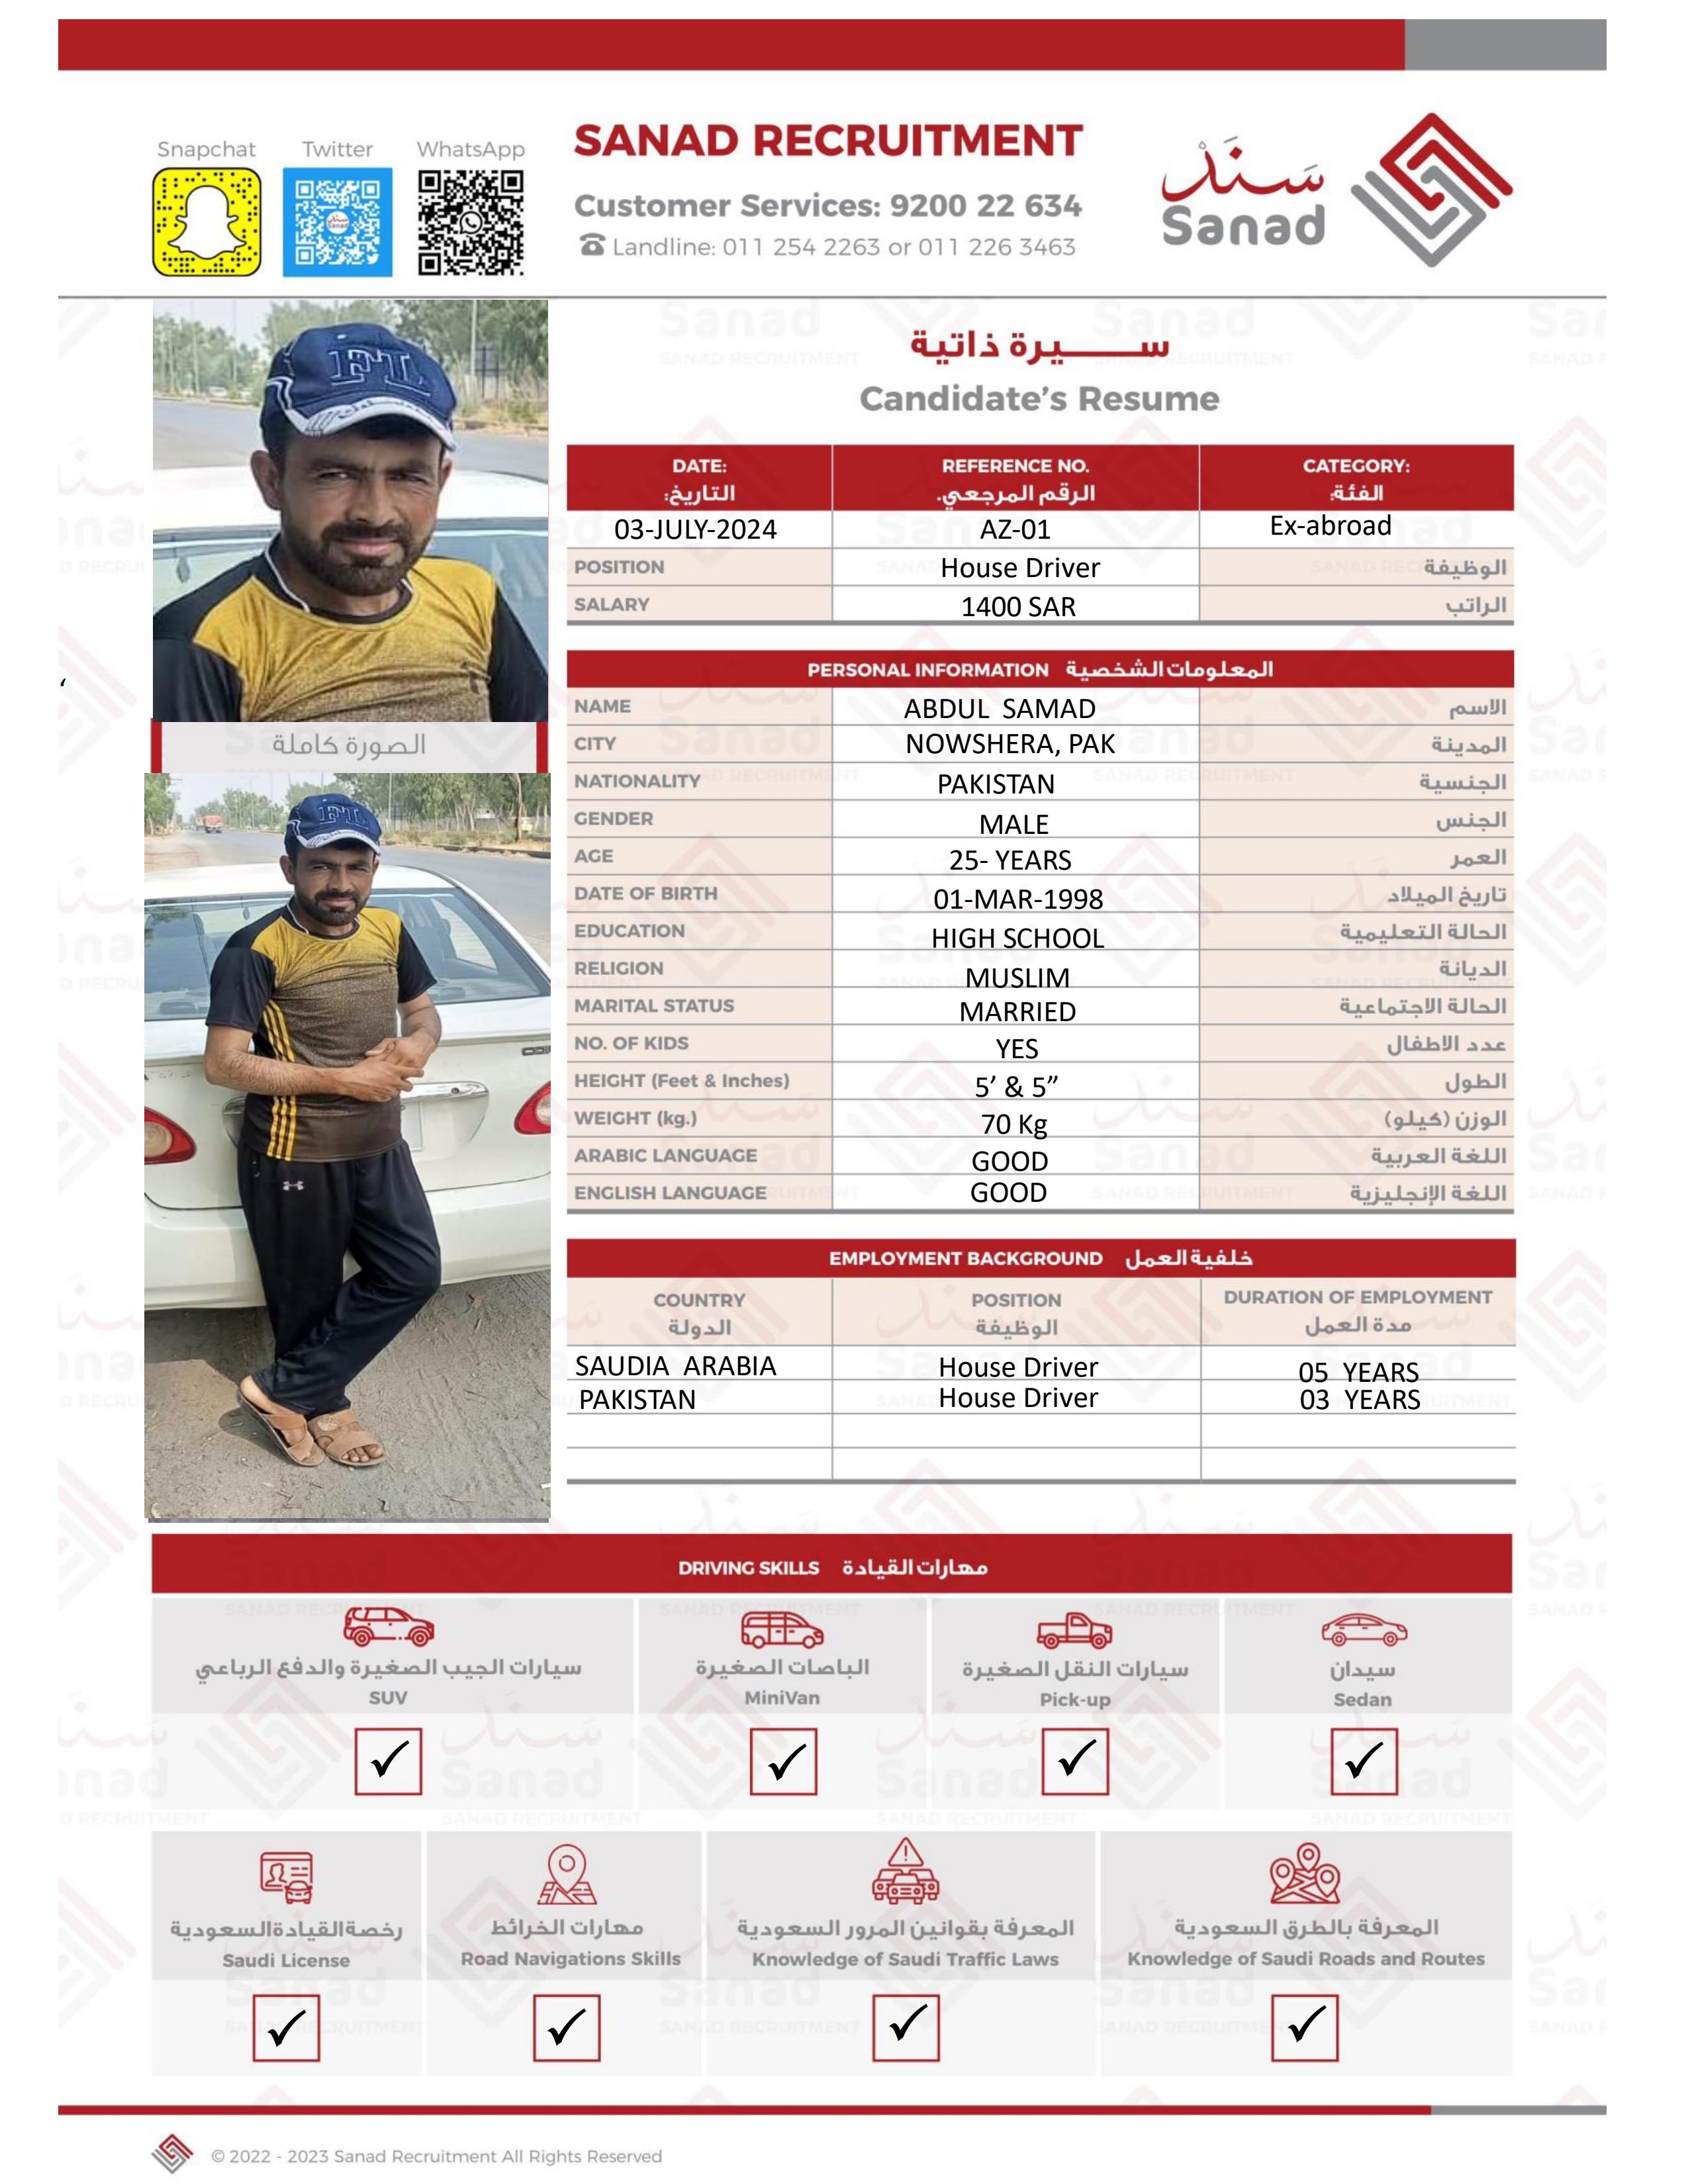 Snapchat Twitter WhatsApp
SANAD RECRUITMENT
Customer Services: 9200 22 634
Landline: 011 254 2263 or 011 226 3463
سَنَدْ
Sanad
ســـــيرة ذاتية
Candidate's Resume
DATE: REFERENCE NO. CATEGORY:
التاريخ: الرقم المرجعي. الفئة:
03-JULY-2024 AZ-01 Ex-abroad
POSITION House Driver الوظيفة
SALARY 1400 SAR الراتب
FL
الصورة كاملة
FL
PERSONAL INFORMATION المعلومات الشخصية
NAME ABDUL SAMAD الاسم
CITY NOWSHERA, PAK المدينة
NATIONALITY PAKISTAN الجنسية
GENDER MALE الجنس
AGE 25- YEARS العمر
DATE OF BIRTH 01-MAR-1998 تاريخ الميلاد
EDUCATION HIGH SCHOOL الحالة التعليمية
RELIGION MUSLIM الديانة
MARITAL STATUS MARRIED الحالة الاجتماعية
NO. OF KIDS YES عدد الاطفال
HEIGHT (Feet & Inches) 5’ & 5” الطول
WEIGHT (kg.) 70 Kg الوزن (كيلو)
ARABIC LANGUAGE GOOD اللغة العربية
ENGLISH LANGUAGE GOOD اللغة الإنجليزية
EMPLOYMENT BACKGROUND خلفية العمل
COUNTRY POSITION DURATION OF EMPLOYMENT
الدولة الوظيفة مدة العمل
SAUDIA ARABIA House Driver 05 YEARS
PAKISTAN House Driver 03 YEARS
DRIVING SKILLS مهارات القيادة
سيارات الجيب الصغيرة والدفع الرباعي الباصات الصغيرة سيارات النقل الصغيرة سيدان
SUV MiniVan Pick-up Sedan
رخصة القيادة السعودية مهارات الخرائط المعرفة بقوانين المرور السعودية المعرفة بالطرق السعودية
Saudi License Road Navigations Skills Knowledge of Saudi Traffic Laws Knowledge of Saudi Roads and Routes
© 2022 - 2023 Sanad Recruitment All Rights Reserved